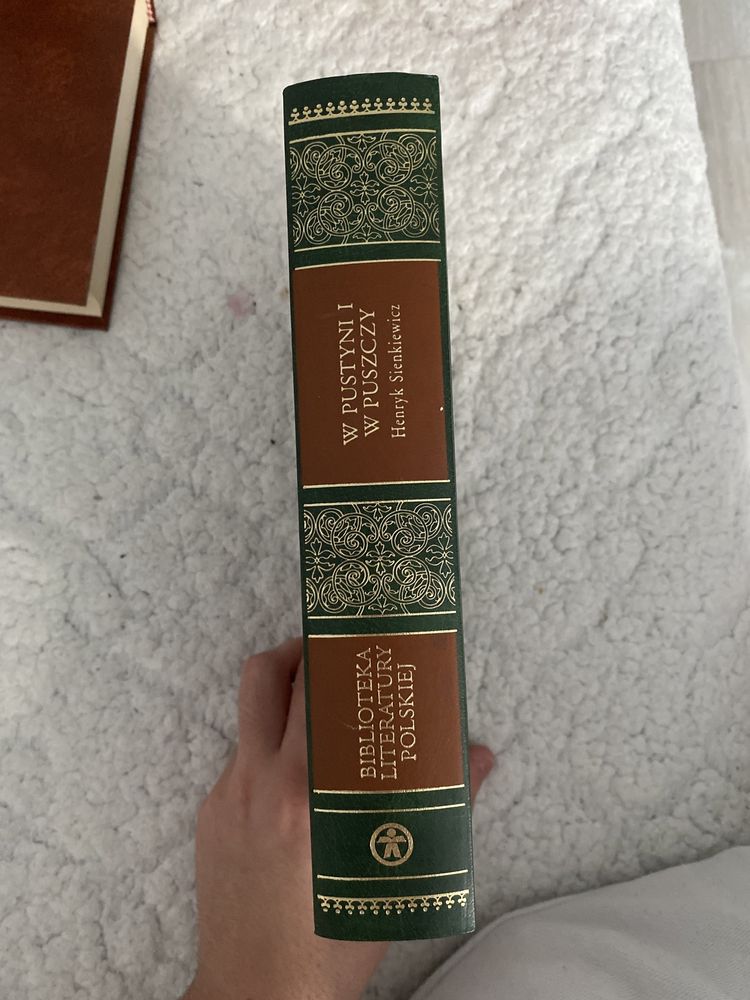 W PUSTYNI I
W PUSZCZY
Henryk Sienkiewicz
BIBLIOTEKA
LITERATURY
POLSKIEJ